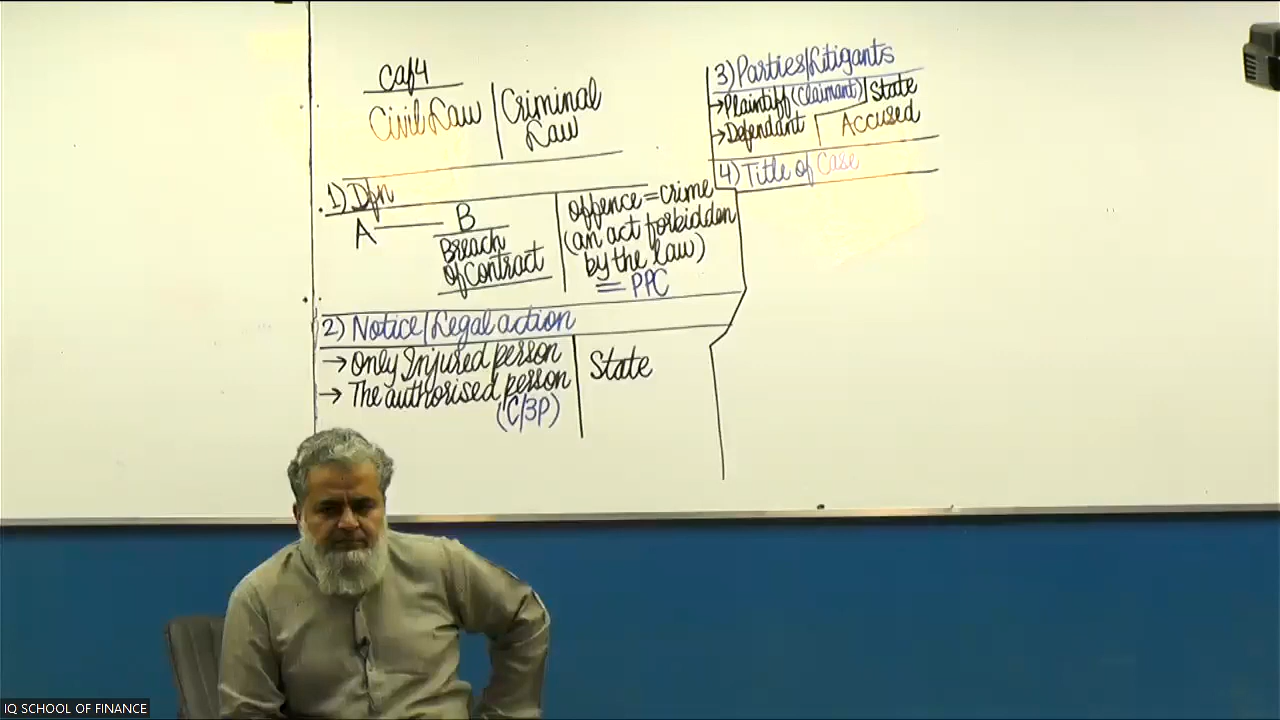 Caf4
Civil Law | Criminal
Law
1) Dfn
A —— B
Breach
of Contract
offence = crime
(an act forbidden
by the law)
= PPC
2) Notice/Legal action
→ Only Injured person
→ The authorised person
(C/3P)
State
3) Parties/Litigants
→ Plaintiff (Claimant)
→ Defendant
State
Accused
4) Title of Case
IQ SCHOOL OF FINANCE